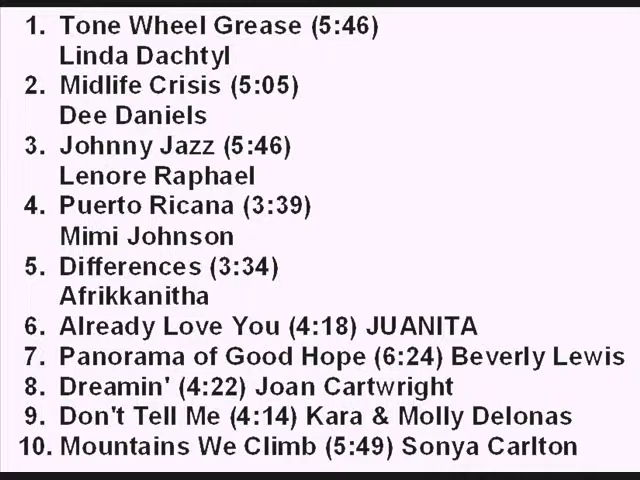 1. Tone Wheel Grease (5:46)
Linda Dachtyl
2. Midlife Crisis (5:05)
Dee Daniels
3. Johnny Jazz (5:46)
Lenore Raphael
4. Puerto Ricana (3:39)
Mimi Johnson
5. Differences (3:34)
Afrikkanitha
6. Already Love You (4:18) JUANITA
7. Panorama of Good Hope (6:24) Beverly Lewis
8. Dreamin' (4:22) Joan Cartwright
9. Don't Tell Me (4:14) Kara & Molly Delonas
10. Mountains We Climb (5:49) Sonya Carlton